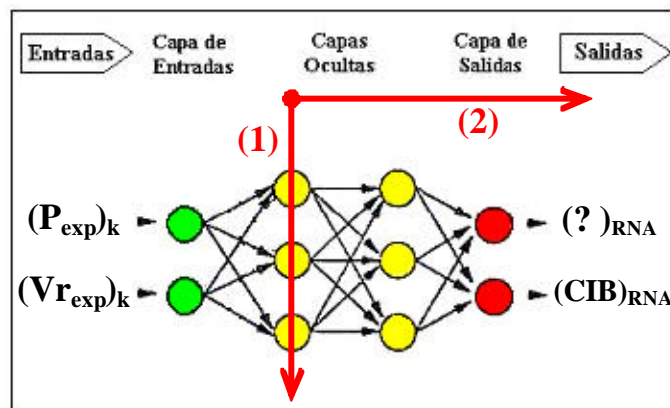 Entradas
Capa de
Entradas
Capas
Ocultas
Capa de
Salidas
Salidas
(1)
(2)
(Pexp)k
(? )RNA
(Vrexp)k
(CIB)RNA